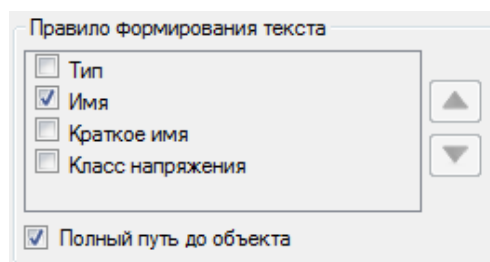 Правило формирования текста
Тип
Имя
Краткое имя
Класс напряжения
Полный путь до объекта